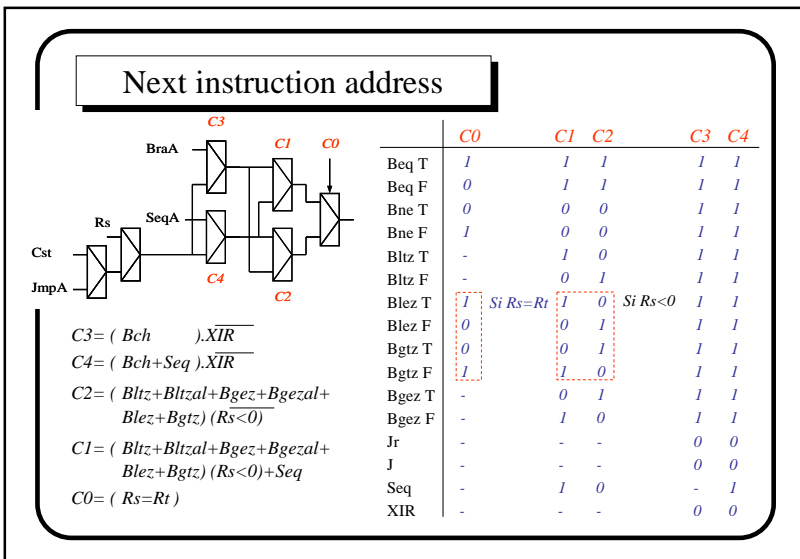 Next instruction address
C3
C1
C0
BraA
Rs
SeqA
Cst
JmpA
C4
C2
C3= ( Bch ).XIR
C4= ( Bch+Seq ).XIR
C2= ( Bltz+Bltzal+Bgez+Bgezal+
Blez+Bgtz) (Rs<0)
C1= ( Bltz+Bltzal+Bgez+Bgezal+
Blez+Bgtz) (Rs<0)+Seq
C0= ( Rs=Rt )
C0 C1 C2 C3 C4
Beq T 1 1 1 1 1
Beq F 0 1 1 1 1
Bne T 0 0 0 1 1
Bne F 1 0 0 1 1
Bltz T - 1 0 1 1
Bltz F - 0 1 1 1
Blez T 1 Si Rs=Rt 1 0 Si Rs<0 1 1
Blez F 0 0 1 1 1
Bgtz T 0 0 1 1 1
Bgtz F 1 1 0 1 1
Bgez T - 0 1 1 1
Bgez F - 1 0 1 1
Jr - - - 0 0
J - - - 0 0
Seq - 1 0 - 1
XIR - - - 0 0